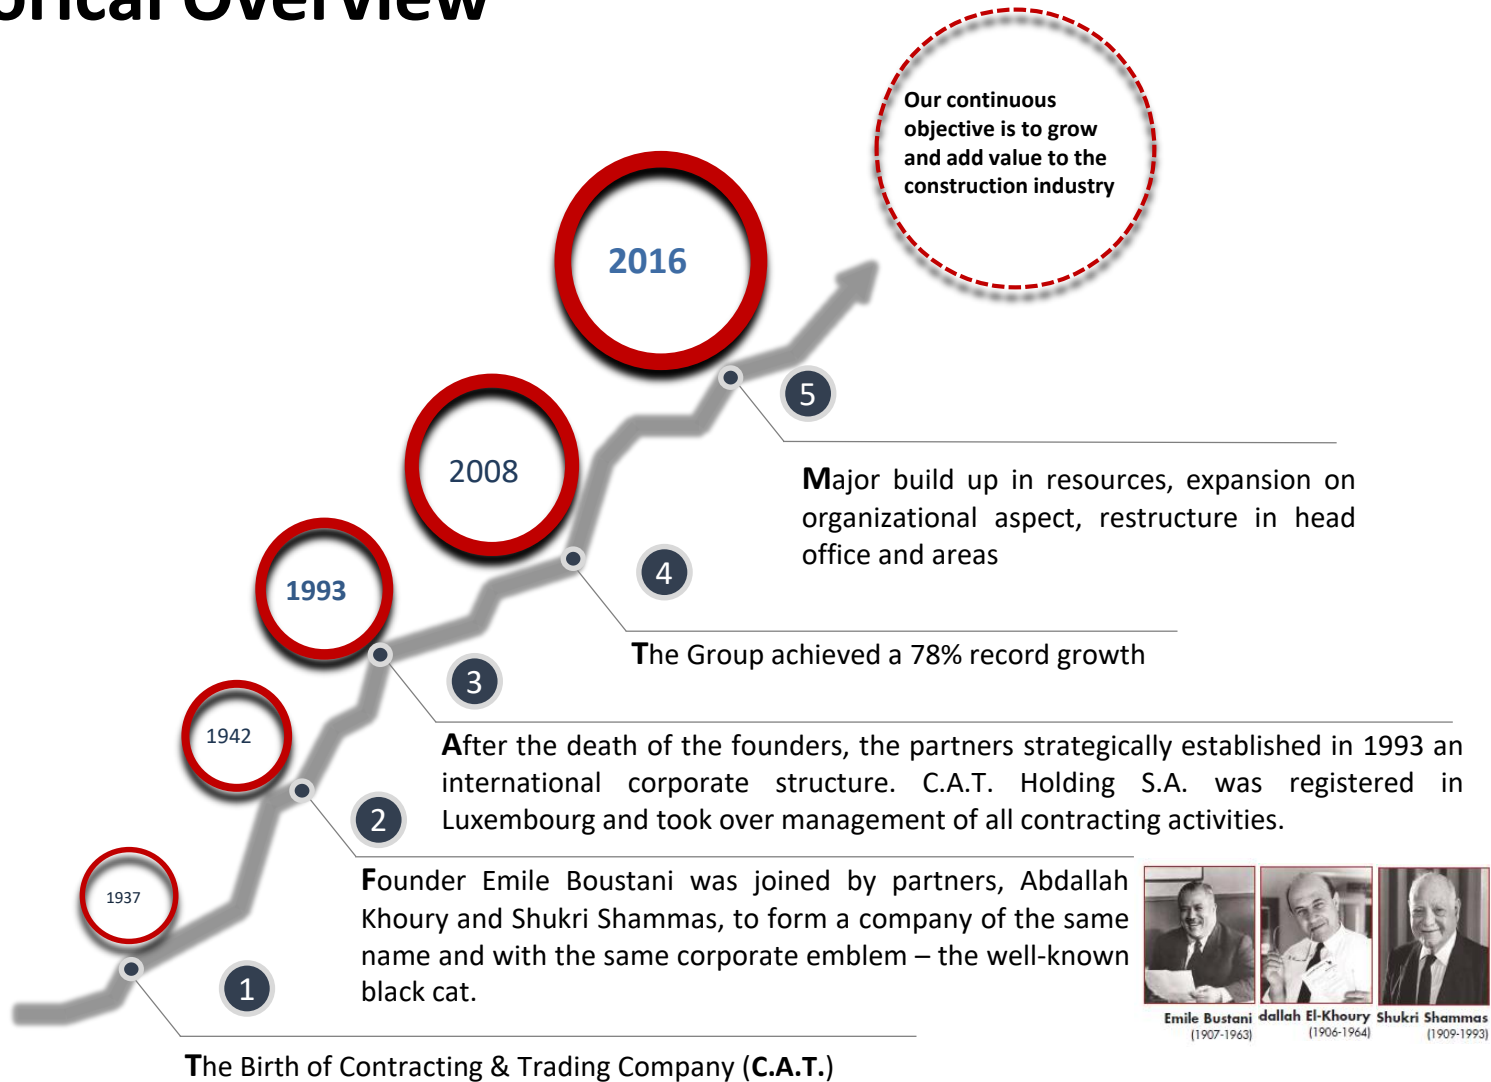 Overview
Our continuous
objective is to grow
and add value to the
construction industry
2016
5
2008
Major build up in resources, expansion on
organizational aspect, restructure in head
office and areas
4
1993
The Group achieved a 78% record growth
3
1942
After the death of the founders, the partners strategically established in 1993 an
international corporate structure. C.A.T. Holding S.A. was registered in
Luxembourg and took over management of all contracting activities.
2
1937
Founder Emile Boustani was joined by partners, Abdallah
Khoury and Shukri Shammas, to form a company of the same
name and with the same corporate emblem – the well-known
black cat.
1
Emile Bustani
(1907-1963)
dallah El-Khoury
(1906-1964)
Shukri Shammas
(1909-1993)
The Birth of Contracting & Trading Company (C.A.T.)